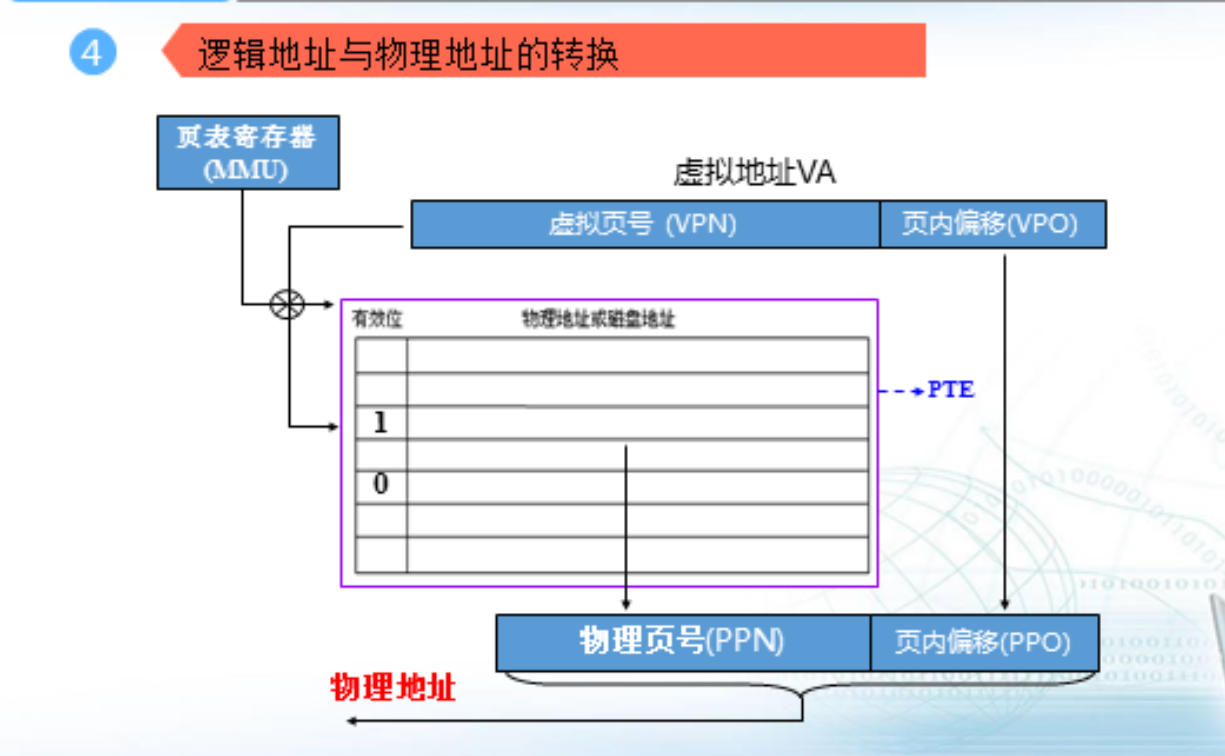 4
逻辑地址与物理地址的转换
页表寄存器
(MMU)
虚拟地址VA
虚拟页号 (VPN)
页内偏移(VPO)
有效位
物理地址或磁盘地址
PTE
1
0
物理页号(PPN)
页内偏移(PPO)
物理地址